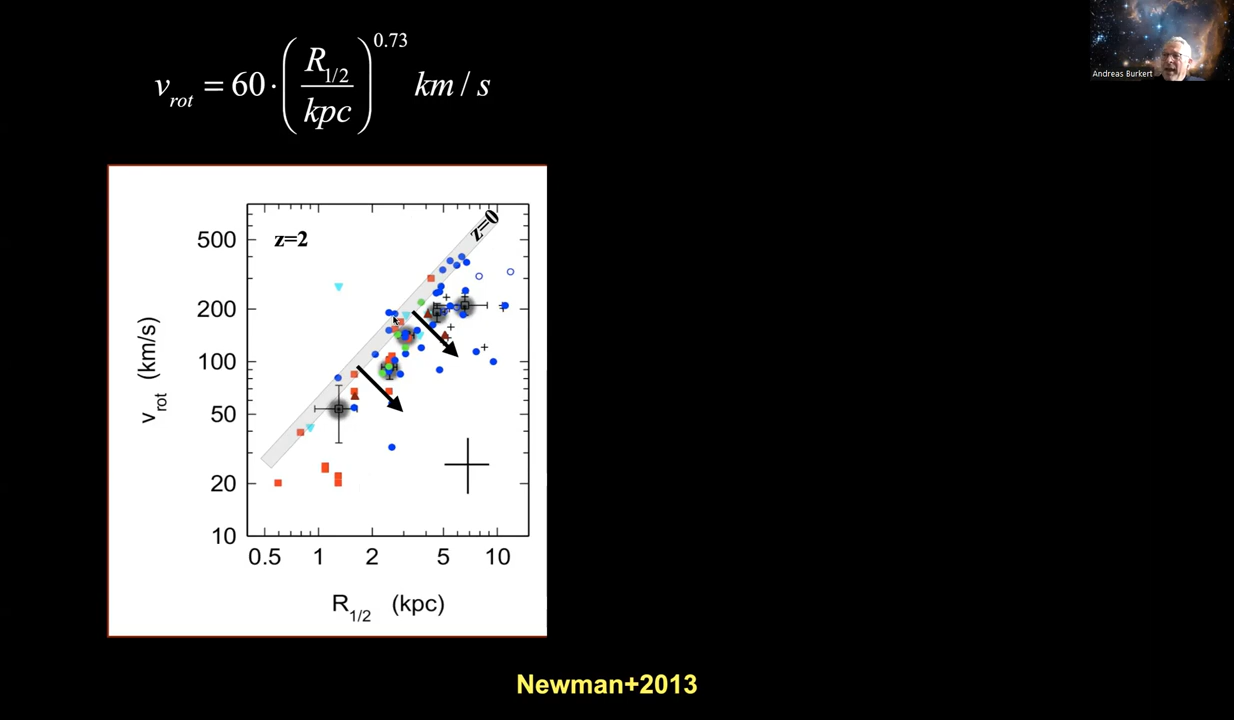 v_rot = 60 · (R_1/2 / kpc)^0.73 km / s
Andreas Burkert
z=2
z=0
500
200
100
50
20
10
v_rot (km/s)
0.5 1 2 5 10
R_1/2 (kpc)
Newman+2013